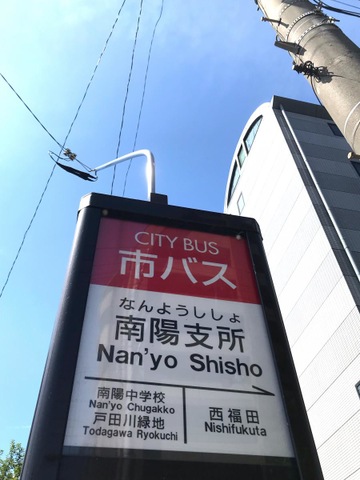 CITY BUS
市バス
なんようししょ
南陽支所
Nan'yo Shisho
南陽中学校
Nan'yo Chugakko
戸田川緑地
Todagawa Ryokuchi
西福田
Nishifukuta